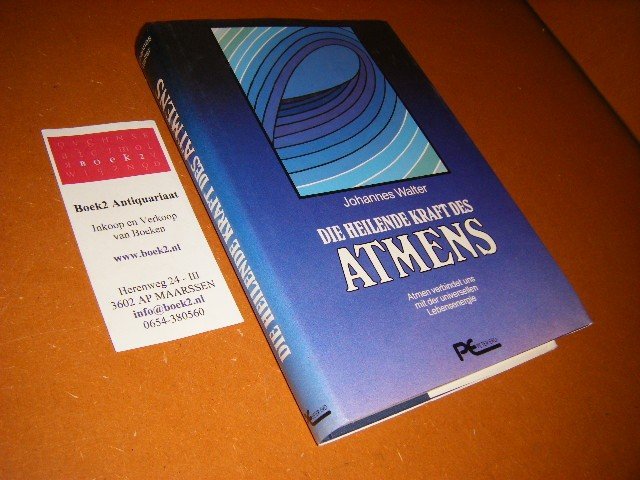 BOEK2
Boek2 Antiquariaat
Inkoop en Verkoop
van Boeken
www.boek2.nl
Herenweg 24 - III
3602 AP MAARSSEN
info@boek2.nl
0654-380560
DIE HEILENDE KRAFT DES ATMENS
Johannes Walter
DIE HEILENDE KRAFT DES
ATMENS
Atmen verbindet uns
mit der universellen
Lebensenergie